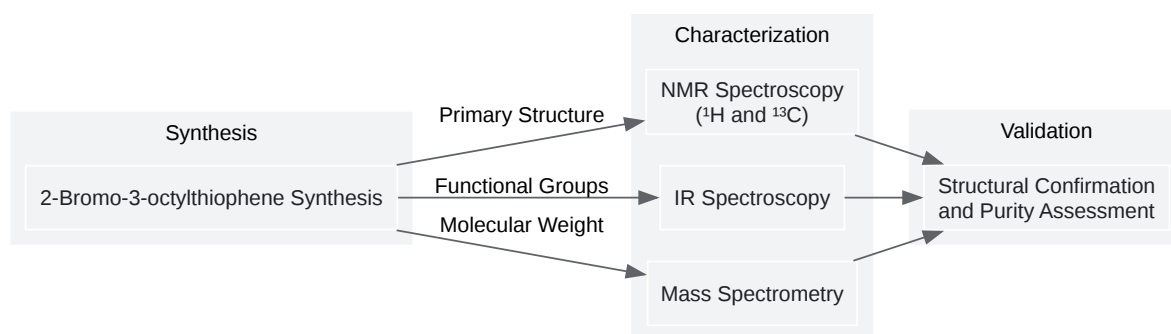 Synthesis
2-Bromo-3-octylthiophene Synthesis
Primary Structure
Functional Groups
Molecular Weight
Characterization
NMR Spectroscopy
(¹H and ¹³C)
IR Spectroscopy
Mass Spectrometry
Validation
Structural Confirmation
and Purity Assessment